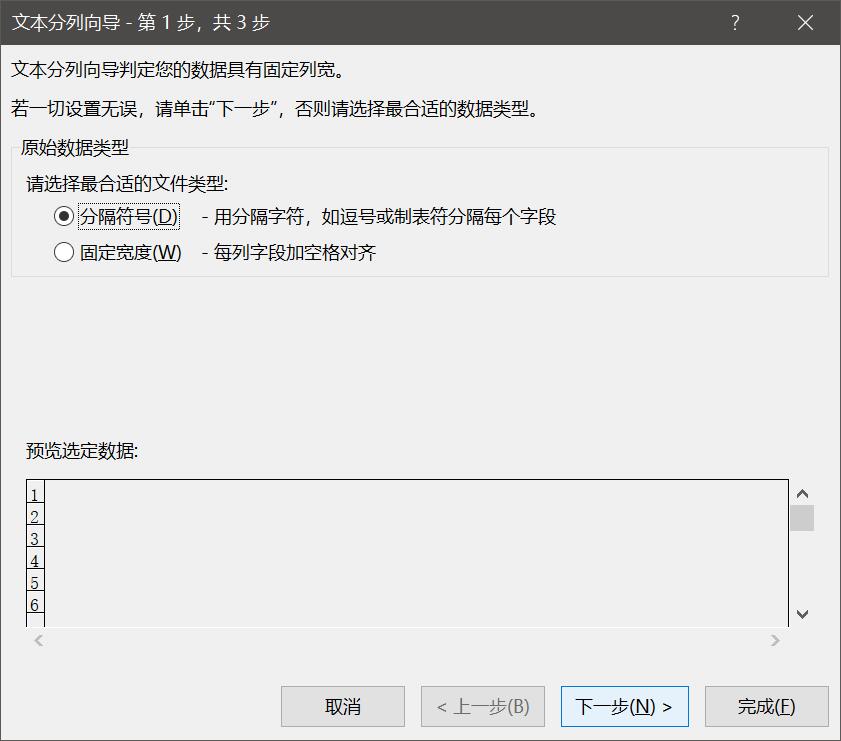 文本分列向导 - 第 1 步，共 3 步
?
文本分列向导判定您的数据具有固定列宽。
若一切设置无误，请单击“下一步”，否则请选择最合适的数据类型。
原始数据类型
请选择最合适的文件类型:
分隔符号(D) - 用分隔字符，如逗号或制表符分隔每个字段
固定宽度(W) - 每列字段加空格对齐
预览选定数据:
1
2
3
4
5
6
取消 < 上一步(B) 下一步(N) > 完成(F)